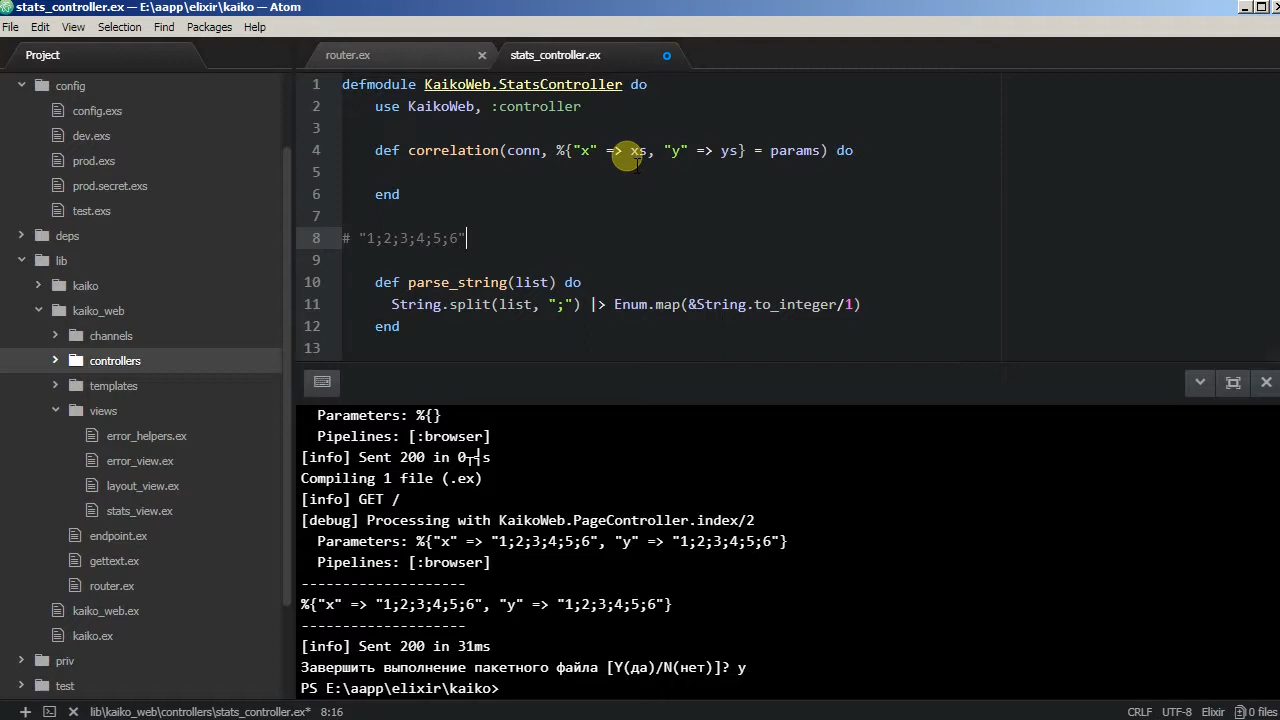 stats_controller.ex — E:\aapp\elixir\kaiko — Atom
File Edit View Selection Find Packages Help
Project
router.ex
stats_controller.ex
config
config.exs
dev.exs
prod.exs
prod.secret.exs
test.exs
deps
lib
kaiko
kaiko_web
channels
controllers
templates
views
error_helpers.ex
error_view.ex
layout_view.ex
stats_view.ex
endpoint.ex
gettext.ex
router.ex
kaiko_web.ex
kaiko.ex
priv
test
1 defmodule KaikoWeb.StatsController do
2 use KaikoWeb, :controller
3
4 def correlation(conn, %{"x" => xs, "y" => ys} = params) do
5
6 end
7
8 # "1;2;3;4;5;6"
9
10 def parse_string(list) do
11 String.split(list, ";") |> Enum.map(&String.to_integer/1)
12 end
13
Parameters: %{}
Pipelines: [:browser]
[info] Sent 200 in 0┬┤s
Compiling 1 file (.ex)
[info] GET /
[debug] Processing with KaikoWeb.PageController.index/2
Parameters: %{"x" => "1;2;3;4;5;6", "y" => "1;2;3;4;5;6"}
Pipelines: [:browser]
--------------------
%{"x" => "1;2;3;4;5;6", "y" => "1;2;3;4;5;6"}
--------------------
[info] Sent 200 in 31ms
Завершить выполнение пакетного файла [Y(да)/N(нет)]? y
PS E:\aapp\elixir\kaiko>
lib\kaiko_web\controllers\stats_controller.ex* 8:16 CRLF UTF-8 Elixir 0 files